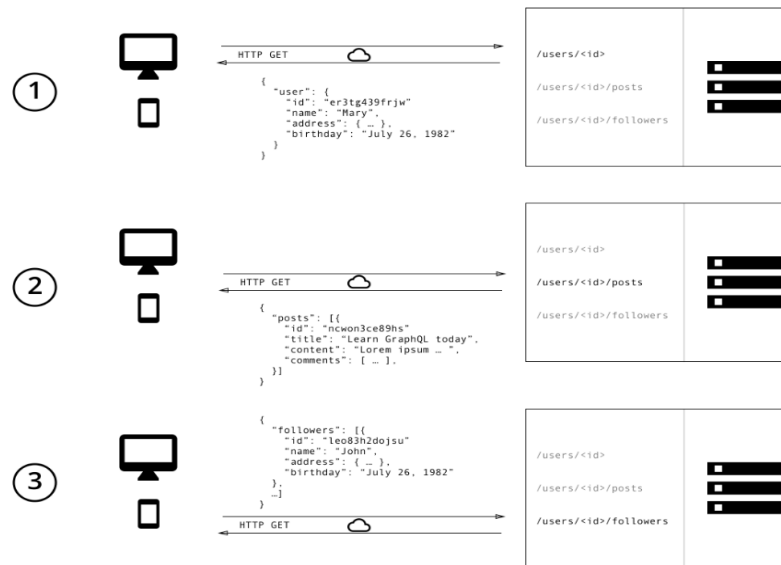 1
HTTP GET
{
"user": {
"id": "er3tg439frjw"
"name": "Mary",
"address": { … },
"birthday": "July 26, 1982"
}
}
/users/<id>
/users/<id>/posts
/users/<id>/followers
2
HTTP GET
{
"posts": [{
"id": "ncwon3ce89hs"
"title": "Learn GraphQL today",
"content": "Lorem ipsum … ",
"comments": [ … ],
}]
}
/users/<id>
/users/<id>/posts
/users/<id>/followers
3
{
"followers": [{
"id": "leo83h2dojsu"
"name": "John",
"address": { … },
"birthday": "July 26, 1982"
},
…]
}
HTTP GET
/users/<id>
/users/<id>/posts
/users/<id>/followers